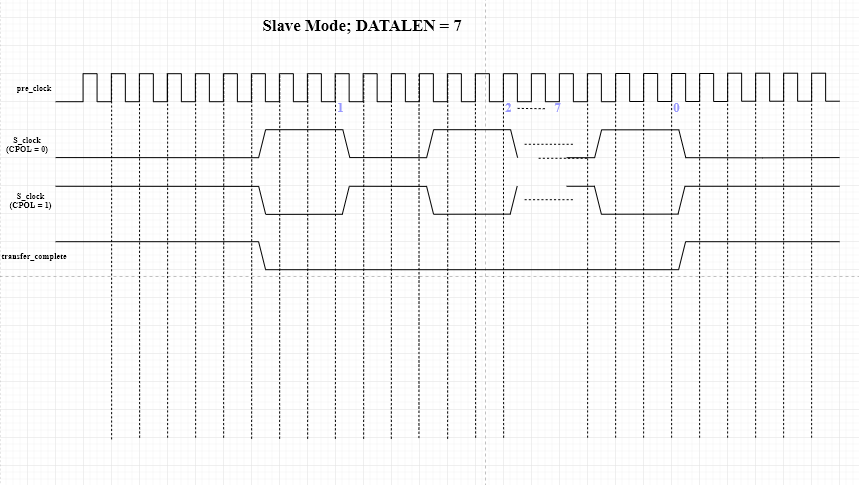 Slave Mode; DATALEN = 7
pre_clock
1 2 7 0
S_clock
(CPOL = 0)
S_clock
(CPOL = 1)
transfer_complete